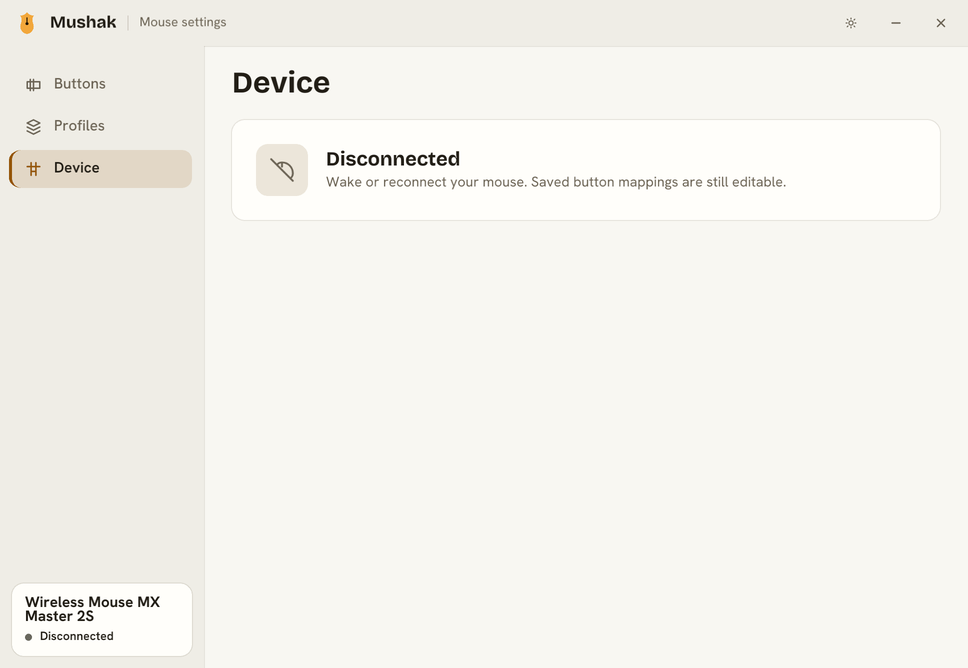 Mushak
Mouse settings
Buttons
Profiles
Device
Device
Disconnected
Wake or reconnect your mouse. Saved button mappings are still editable.
Wireless Mouse MX
Master 2S
Disconnected